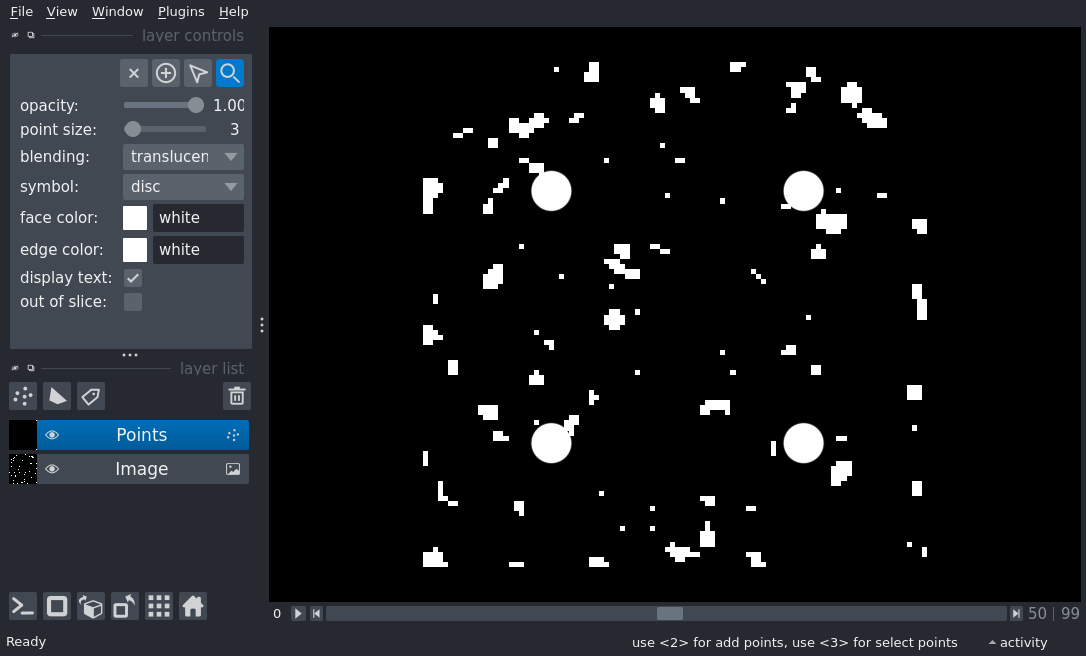 File View Window Plugins Help
layer controls
opacity: 1.00
point size: 3
blending: translucen
symbol: disc
face color: white
edge color: white
display text:
out of slice:
layer list
Points
Image
0 50 99
Ready use <2> for add points, use <3> for select points activity